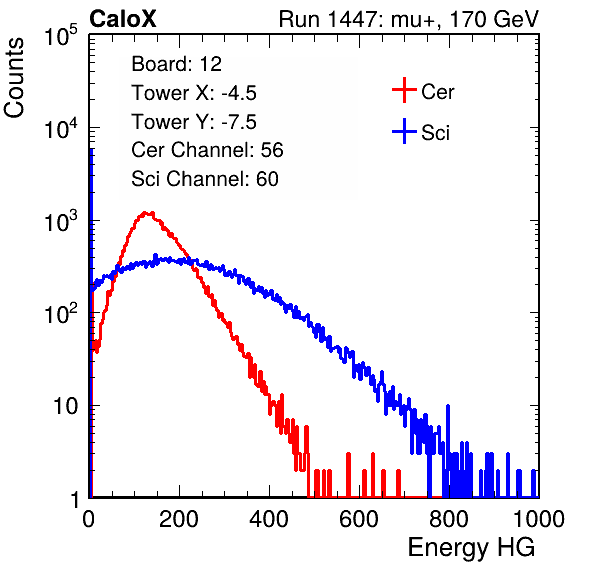 CaloX Run 1447: mu+, 170 GeV
Counts
Board: 12
Tower X: -4.5
Tower Y: -7.5
Cer Channel: 56
Sci Channel: 60
Cer
Sci
10^5
10^4
10^3
10^2
10
1
0 200 400 600 800 1000
Energy HG